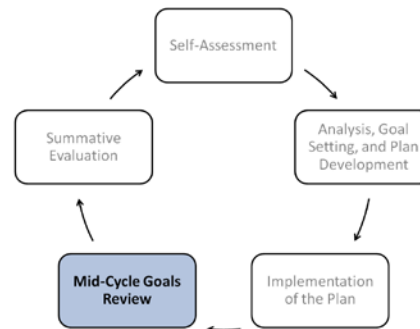 Self-Assessment
Analysis, Goal
Setting, and Plan
Development
Implementation
of the Plan
Mid-Cycle Goals
Review
Summative
Evaluation